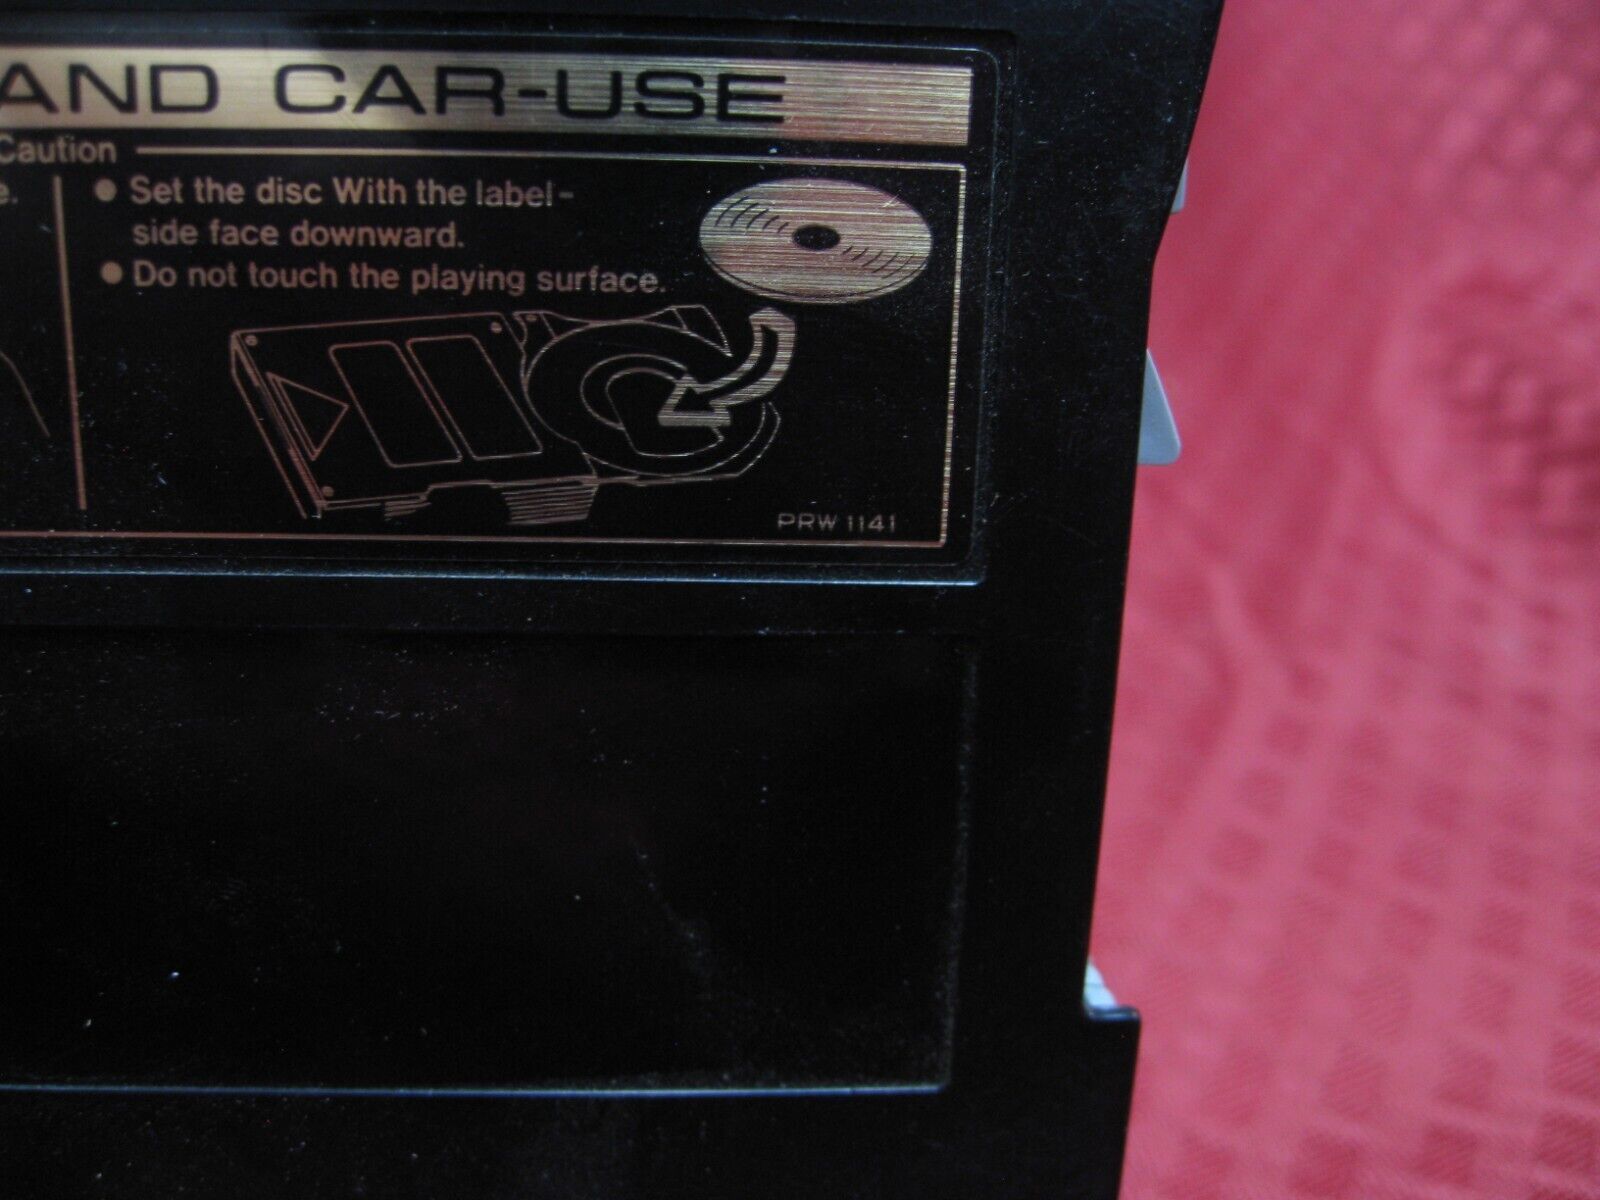 AND CAR-USE
Caution
e.
● Set the disc With the label-
side face downward.
● Do not touch the playing surface.
PRW 1141